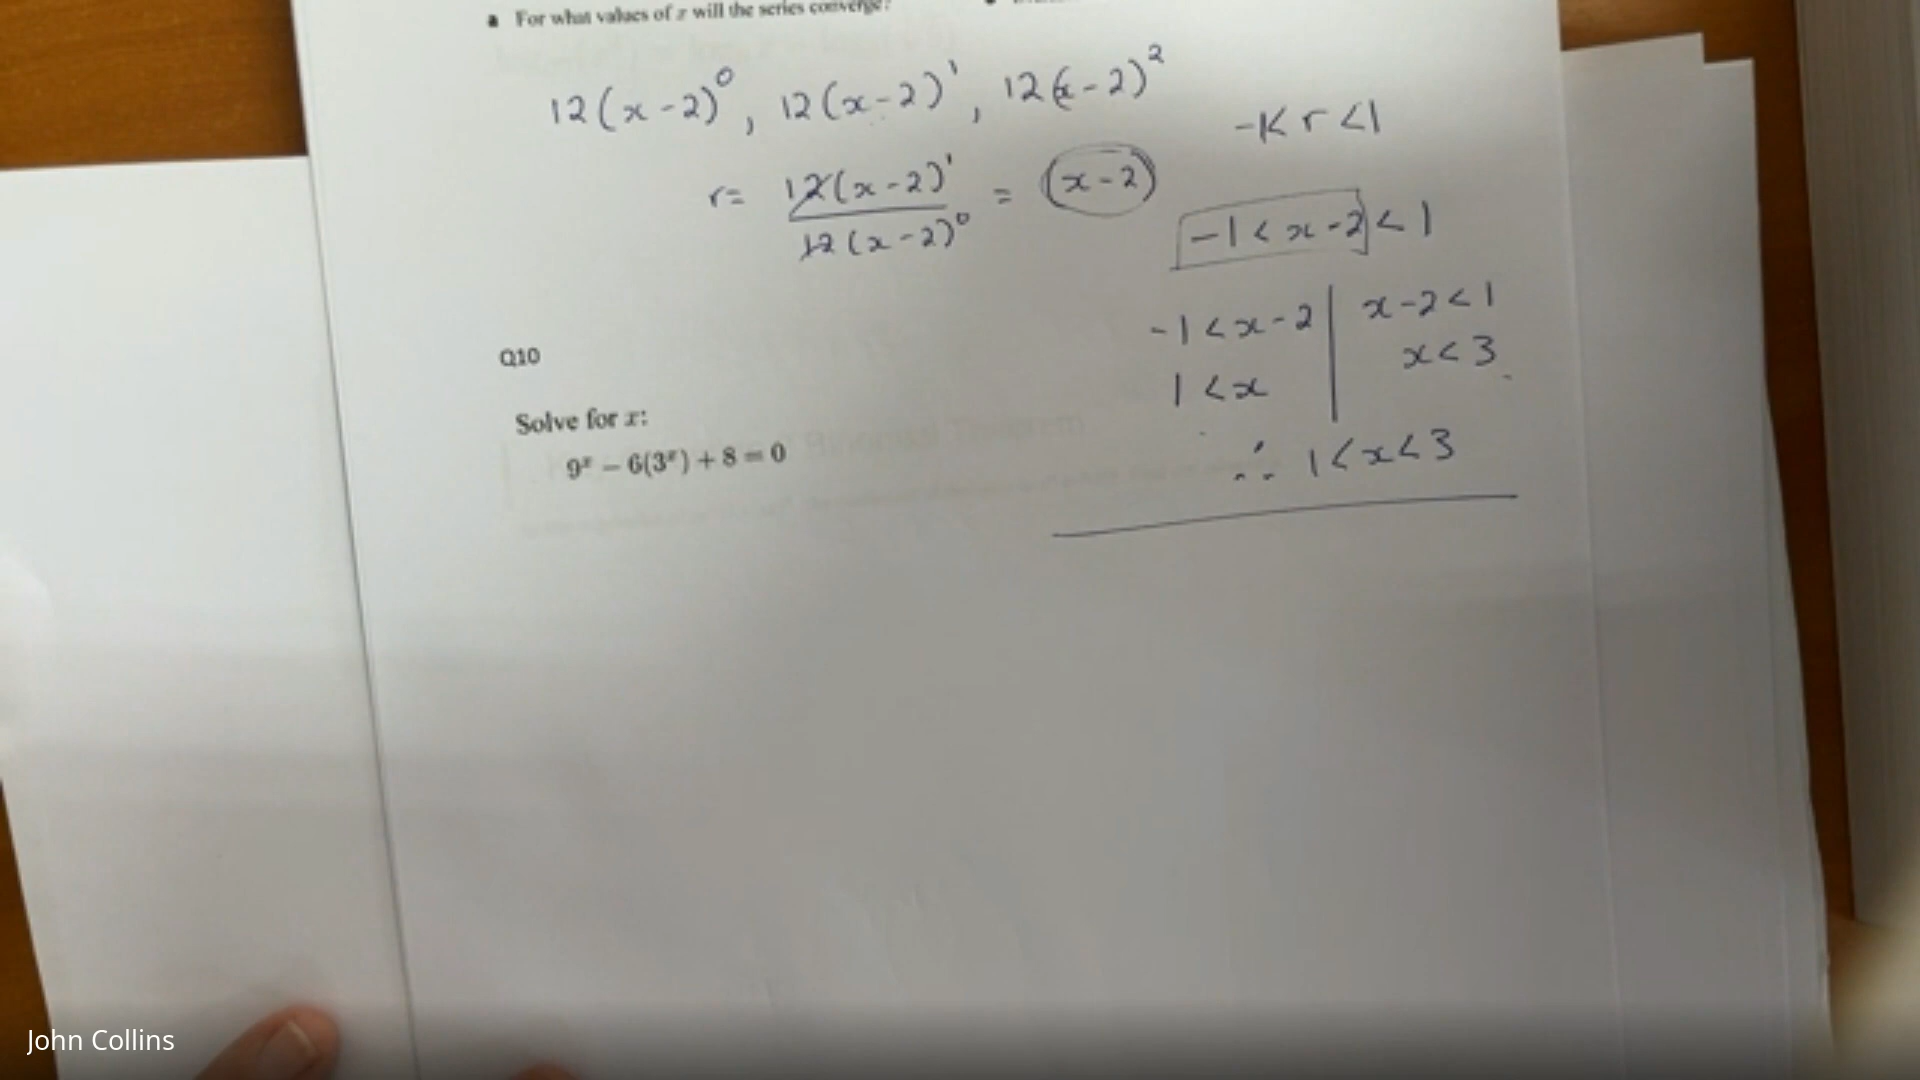 a For what values of x will the series converge?
12(x-2)⁰, 12(x-2)¹, 12(x-2)²
-1< r <1
r= 12(x-2)¹ / 12(x-2)⁰ = (x-2)
-1 < x-2 < 1
-1 < x-2 | x-2 < 1
1 < x | x < 3
∴ 1 < x < 3
Q10
Solve for x:
9ˣ − 6(3ˣ) + 8 = 0
John Collins